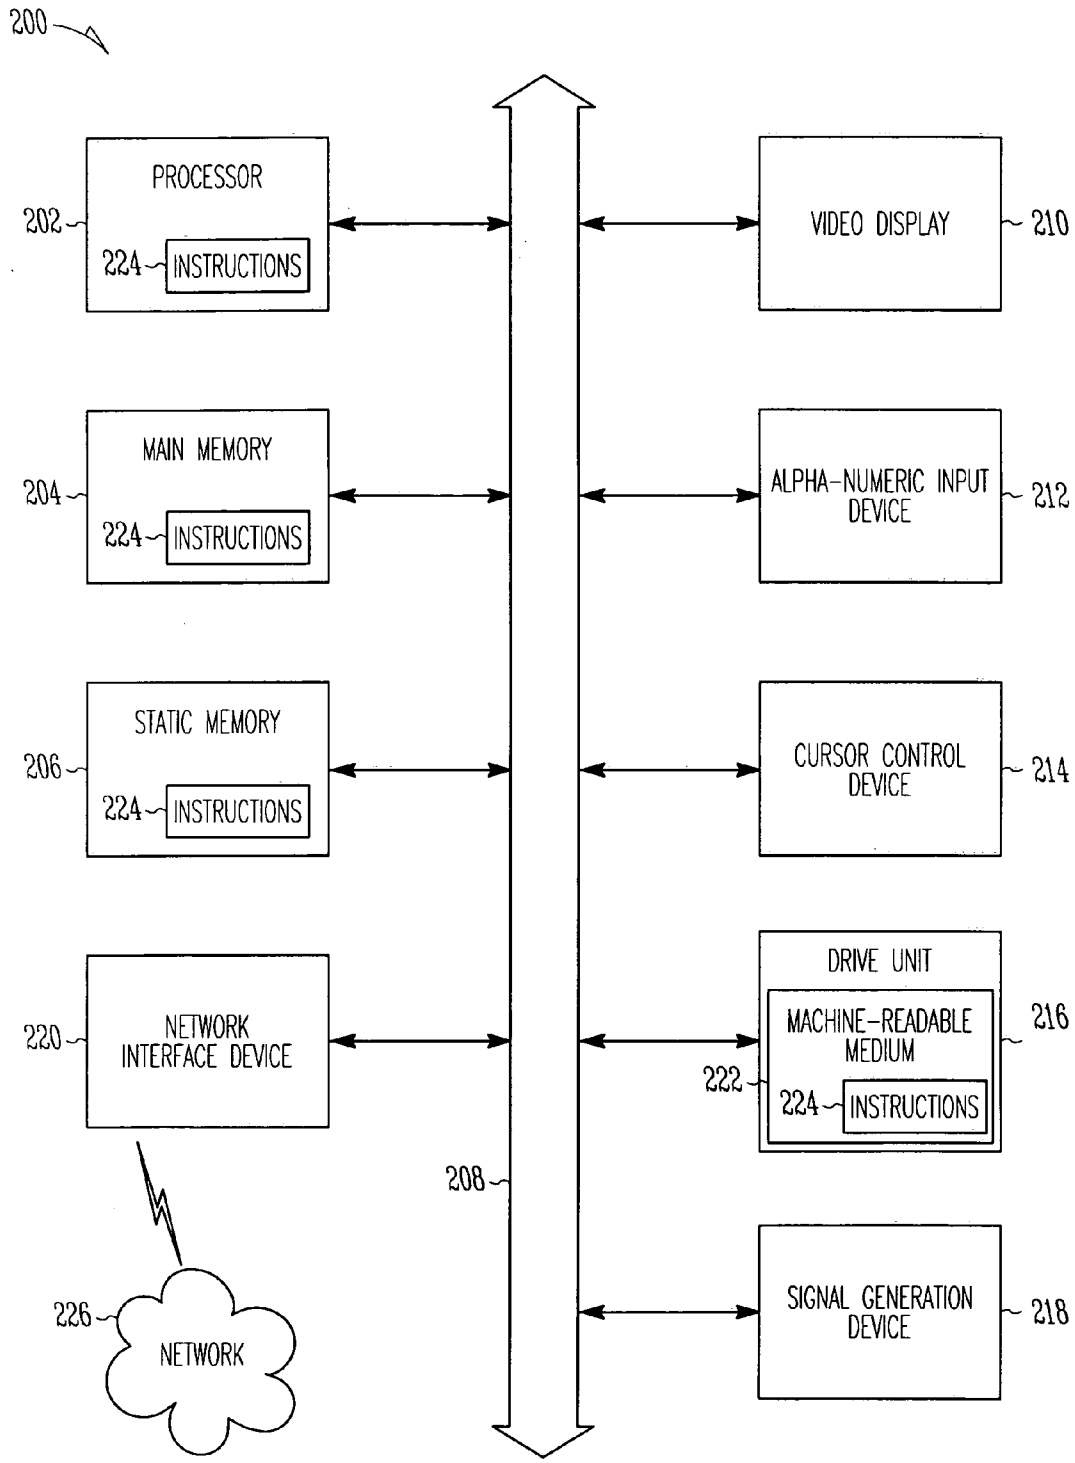 200
PROCESSOR
202
224
INSTRUCTIONS
VIDEO DISPLAY
210
MAIN MEMORY
204
224
INSTRUCTIONS
ALPHA-NUMERIC INPUT
DEVICE
212
STATIC MEMORY
206
224
INSTRUCTIONS
CURSOR CONTROL
DEVICE
214
NETWORK
INTERFACE DEVICE
220
DRIVE UNIT
MACHINE-READABLE
MEDIUM
216
222
224
INSTRUCTIONS
208
SIGNAL GENERATION
DEVICE
218
226
NETWORK